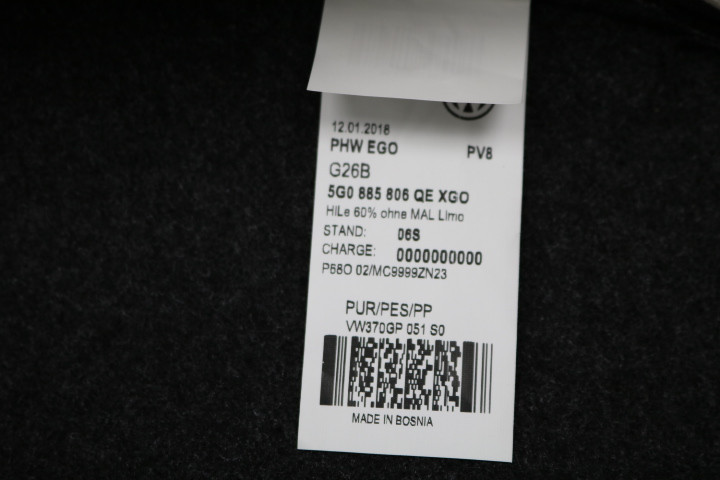 12.01.2018
PHW EGO PV8
G26B
5G0 885 806 QE XGO
HiLe 60% ohne MAL Limo
STAND: 06S
CHARGE: 0000000000
P68O 02/MC9999ZN23
PUR/PES/PP
VW370GP 051 S0
MADE IN BOSNIA